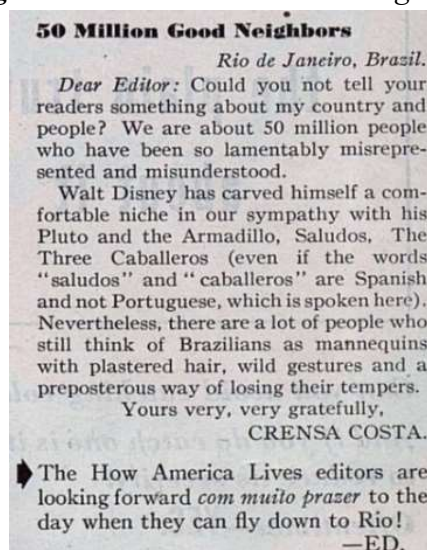 50 Million Good Neighbors
Rio de Janeiro, Brazil.
Dear Editor: Could you not tell your
readers something about my country and
people? We are about 50 million people
who have been so lamentably misrepre-
sented and misunderstood.
Walt Disney has carved himself a com-
fortable niche in our sympathy with his
Pluto and the Armadillo, Saludos, The
Three Caballeros (even if the words
"saludos" and "caballeros" are Spanish
and not Portuguese, which is spoken here).
Nevertheless, there are a lot of people who
still think of Brazilians as mannequins
with plastered hair, wild gestures and a
preposterous way of losing their tempers.
Yours very, very gratefully,
CRENSA COSTA.
The How America Lives editors are
looking forward com muito prazer to the
day when they can fly down to Rio!
—ED.